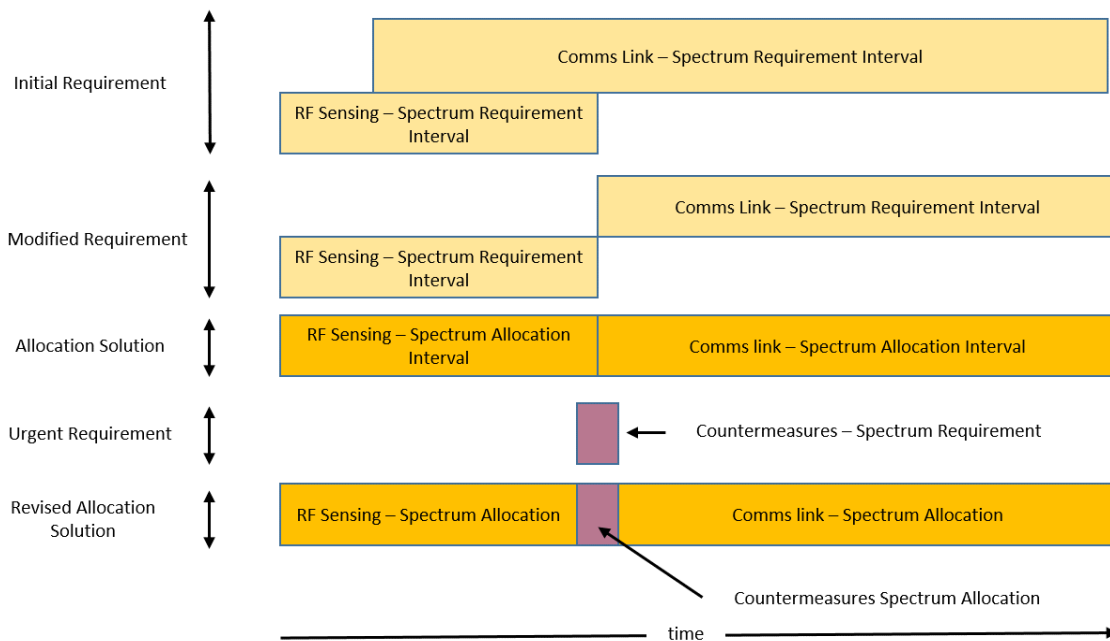 Initial Requirement
Comms Link – Spectrum Requirement Interval
RF Sensing – Spectrum Requirement
Interval
Modified Requirement
Comms Link – Spectrum Requirement Interval
RF Sensing – Spectrum Requirement
Interval
Allocation Solution
RF Sensing – Spectrum Allocation
Interval
Comms link – Spectrum Allocation Interval
Urgent Requirement
Countermeasures – Spectrum Requirement
Revised Allocation
Solution
RF Sensing – Spectrum Allocation
Comms link – Spectrum Allocation
Countermeasures Spectrum Allocation
time